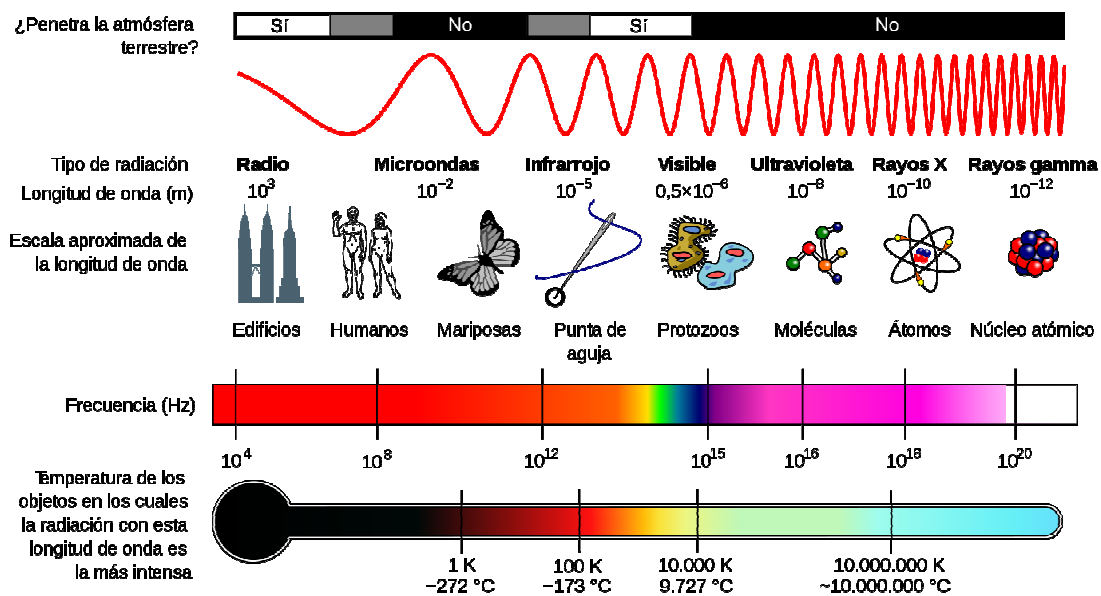 ¿Penetra la atmósfera
terrestre?
Sí No Sí No
Tipo de radiación Radio Microondas Infrarrojo Visible Ultravioleta Rayos X Rayos gamma
Longitud de onda (m) 10³ 10⁻² 10⁻⁵ 0,5×10⁻⁶ 10⁻⁸ 10⁻¹⁰ 10⁻¹²
Escala aproximada de
la longitud de onda
Edificios Humanos Mariposas Punta de aguja Protozoos Moléculas Átomos Núcleo atómico
Frecuencia (Hz)
10⁴ 10⁸ 10¹² 10¹⁵ 10¹⁶ 10¹⁸ 10²⁰
Temperatura de los
objetos en los cuales
la radiación con esta
longitud de onda es
la más intensa
1 K 100 K 10.000 K 10.000.000 K
−272 °C −173 °C 9.727 °C ~10.000.000 °C